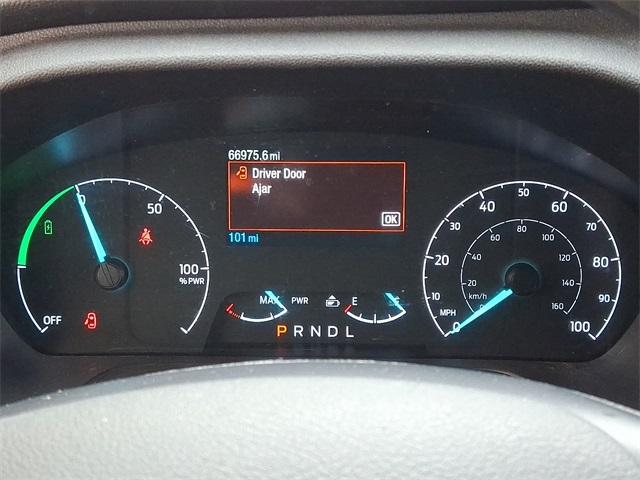 66975.6 mi
Driver Door
Ajar
OK
101 mi
0
50
100
% PWR
OFF
MAX PWR
E
P R N D L
0
10
20
30
40
50
60
70
80
90
100
MPH
20
40
60
80
100
120
140
160
km/h